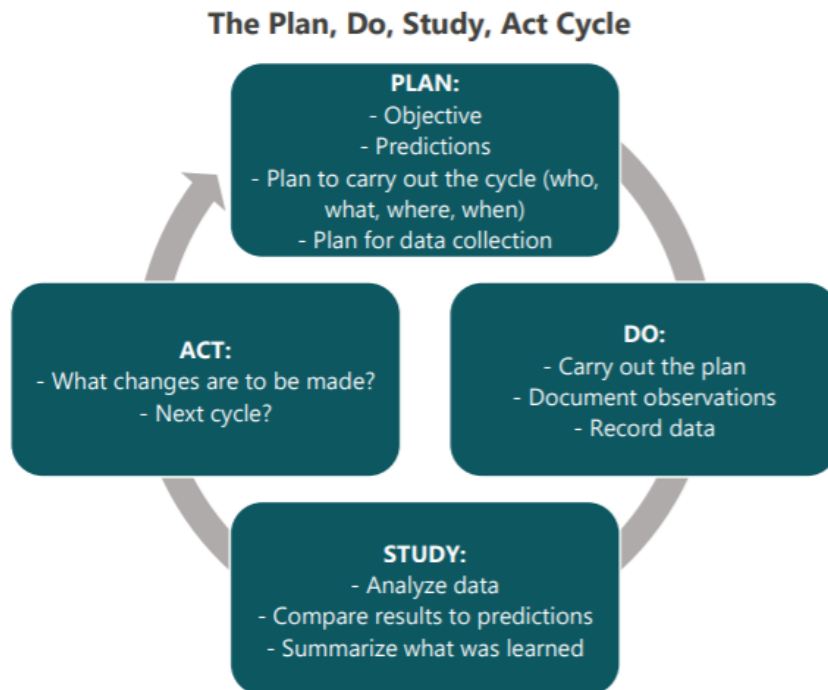 The Plan, Do, Study, Act Cycle
PLAN:
- Objective
- Predictions
- Plan to carry out the cycle (who,
what, where, when)
- Plan for data collection
DO:
- Carry out the plan
- Document observations
- Record data
STUDY:
- Analyze data
- Compare results to predictions
- Summarize what was learned
ACT:
- What changes are to be made?
- Next cycle?